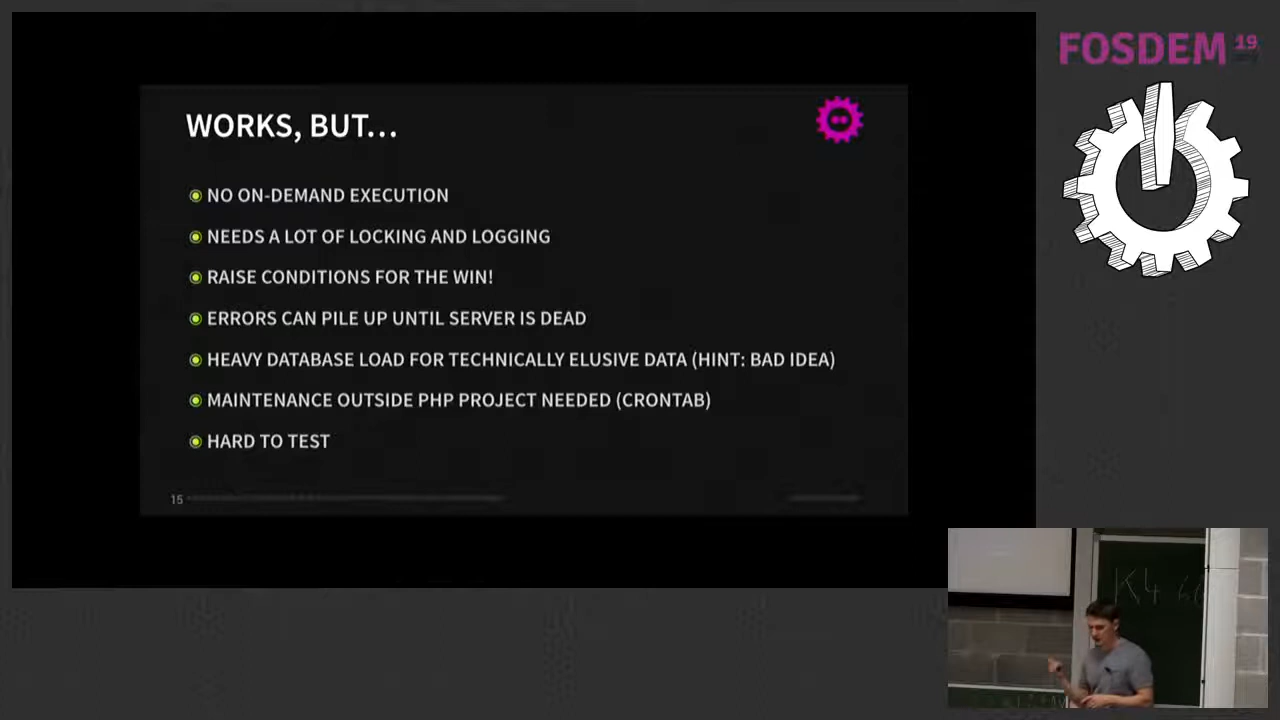 FOSDEM 19
WORKS, BUT...
NO ON-DEMAND EXECUTION
NEEDS A LOT OF LOCKING AND LOGGING
RAISE CONDITIONS FOR THE WIN!
ERRORS CAN PILE UP UNTIL SERVER IS DEAD
HEAVY DATABASE LOAD FOR TECHNICALLY ELUSIVE DATA (HINT: BAD IDEA)
MAINTENANCE OUTSIDE PHP PROJECT NEEDED (CRONTAB)
HARD TO TEST
15
K4